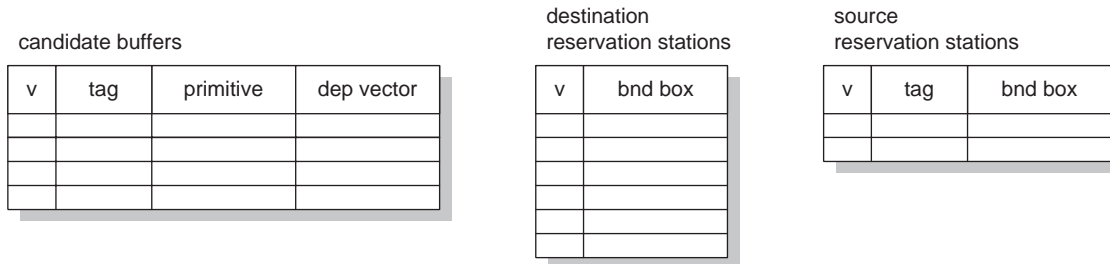 candidate buffers
v tag primitive dep vector
destination
reservation stations
v bnd box
source
reservation stations
v tag bnd box